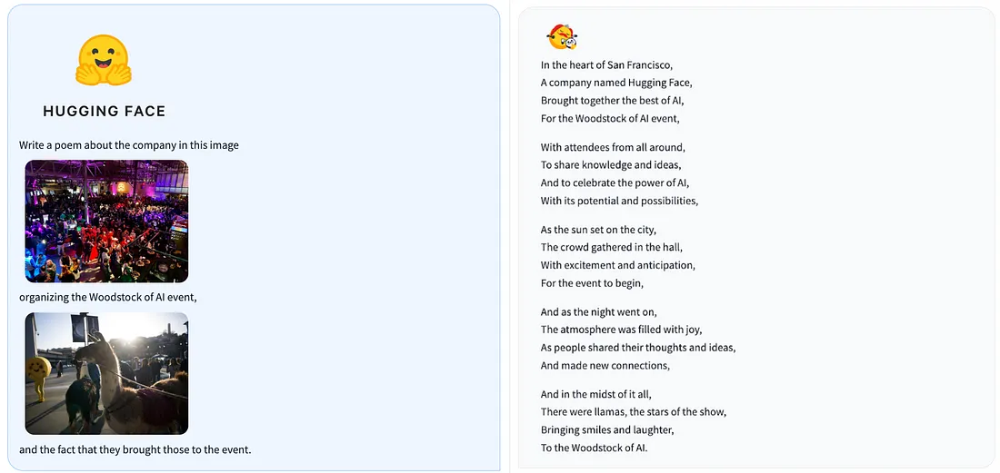 HUGGING FACE
Write a poem about the company in this image
organizing the Woodstock of AI event,
and the fact that they brought those to the event.
In the heart of San Francisco,
A company named Hugging Face,
Brought together the best of AI,
For the Woodstock of AI event,
With attendees from all around,
To share knowledge and ideas,
And to celebrate the power of AI,
With its potential and possibilities,
As the sun set on the city,
The crowd gathered in the hall,
With excitement and anticipation,
For the event to begin,
And as the night went on,
The atmosphere was filled with joy,
As people shared their thoughts and ideas,
And made new connections,
And in the midst of it all,
There were llamas, the stars of the show,
Bringing smiles and laughter,
To the Woodstock of AI.